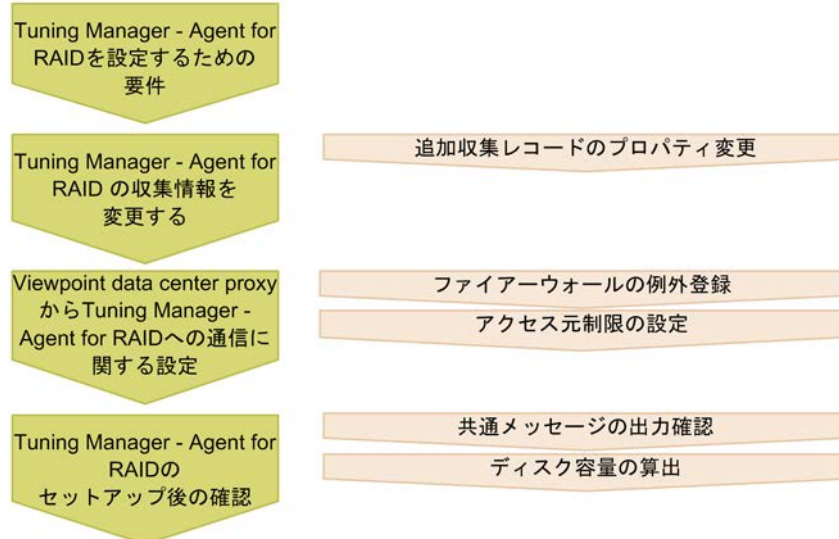 Tuning Manager - Agent for
RAIDを設定するための
要件
Tuning Manager - Agent for
RAID の収集情報を
変更する
追加収集レコードのプロパティ変更
Viewpoint data center proxy
からTuning Manager -
Agent for RAIDへの通信に
関する設定
ファイアーウォールの例外登録
アクセス元制限の設定
Tuning Manager - Agent for
RAIDの
セットアップ後の確認
共通メッセージの出力確認
ディスク容量の算出